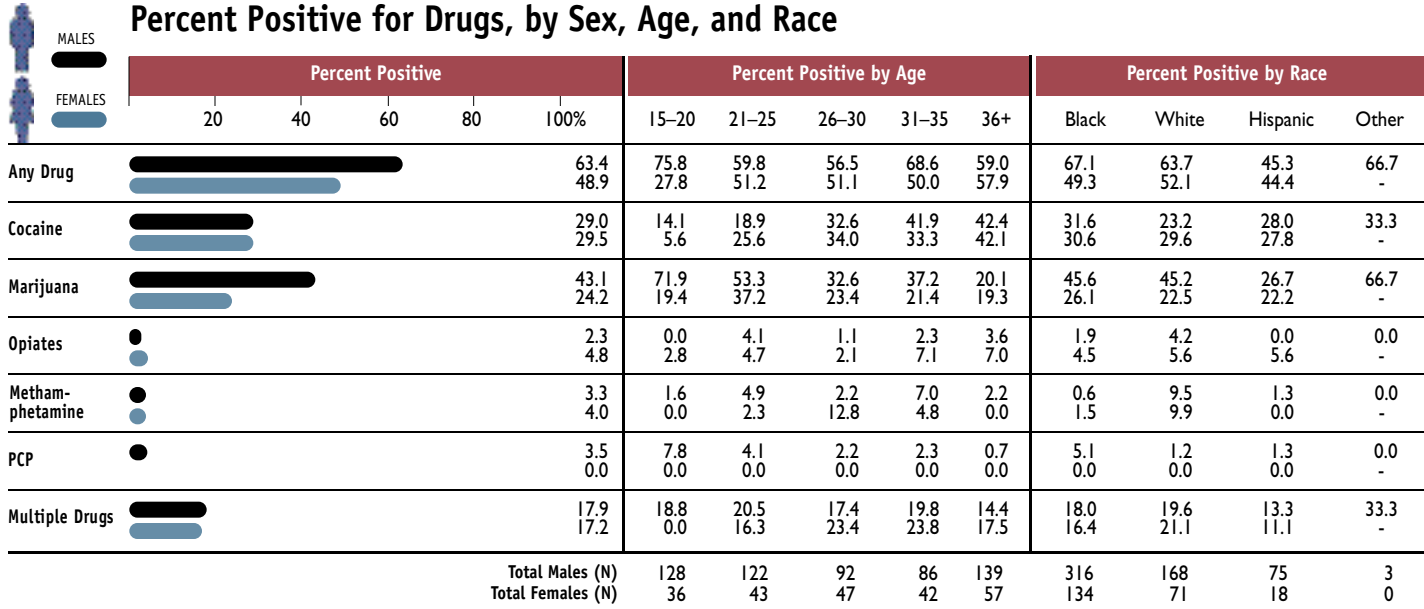 Percent Positive for Drugs, by Sex, Age, and Race
MALES
FEMALES
Percent Positive Percent Positive by Age Percent Positive by Race
20 40 60 80 100% 15–20 21–25 26–30 31–35 36+ Black White Hispanic Other
Any Drug 63.4 75.8 59.8 56.5 68.6 59.0 67.1 63.7 45.3 66.7
48.9 27.8 51.2 51.1 50.0 57.9 49.3 52.1 44.4 -
Cocaine 29.0 14.1 18.9 32.6 41.9 42.4 31.6 23.2 28.0 33.3
29.5 5.6 25.6 34.0 33.3 42.1 30.6 29.6 27.8 -
Marijuana 43.1 71.9 53.3 32.6 37.2 20.1 45.6 45.2 26.7 66.7
24.2 19.4 37.2 23.4 21.4 19.3 26.1 22.5 22.2 -
Opiates 2.3 0.0 4.1 1.1 2.3 3.6 1.9 4.2 0.0 0.0
4.8 2.8 4.7 2.1 7.1 7.0 4.5 5.6 5.6 -
Metham- 3.3 1.6 4.9 2.2 7.0 2.2 0.6 9.5 1.3 0.0
phetamine 4.0 0.0 2.3 12.8 4.8 0.0 1.5 9.9 0.0 -
PCP 3.5 7.8 4.1 2.2 2.3 0.7 5.1 1.2 1.3 0.0
0.0 0.0 0.0 0.0 0.0 0.0 0.0 0.0 0.0 -
Multiple Drugs 17.9 18.8 20.5 17.4 19.8 14.4 18.0 19.6 13.3 33.3
17.2 0.0 16.3 23.4 23.8 17.5 16.4 21.1 11.1 -
Total Males (N) 128 122 92 86 139 316 168 75 3
Total Females (N) 36 43 47 42 57 134 71 18 0